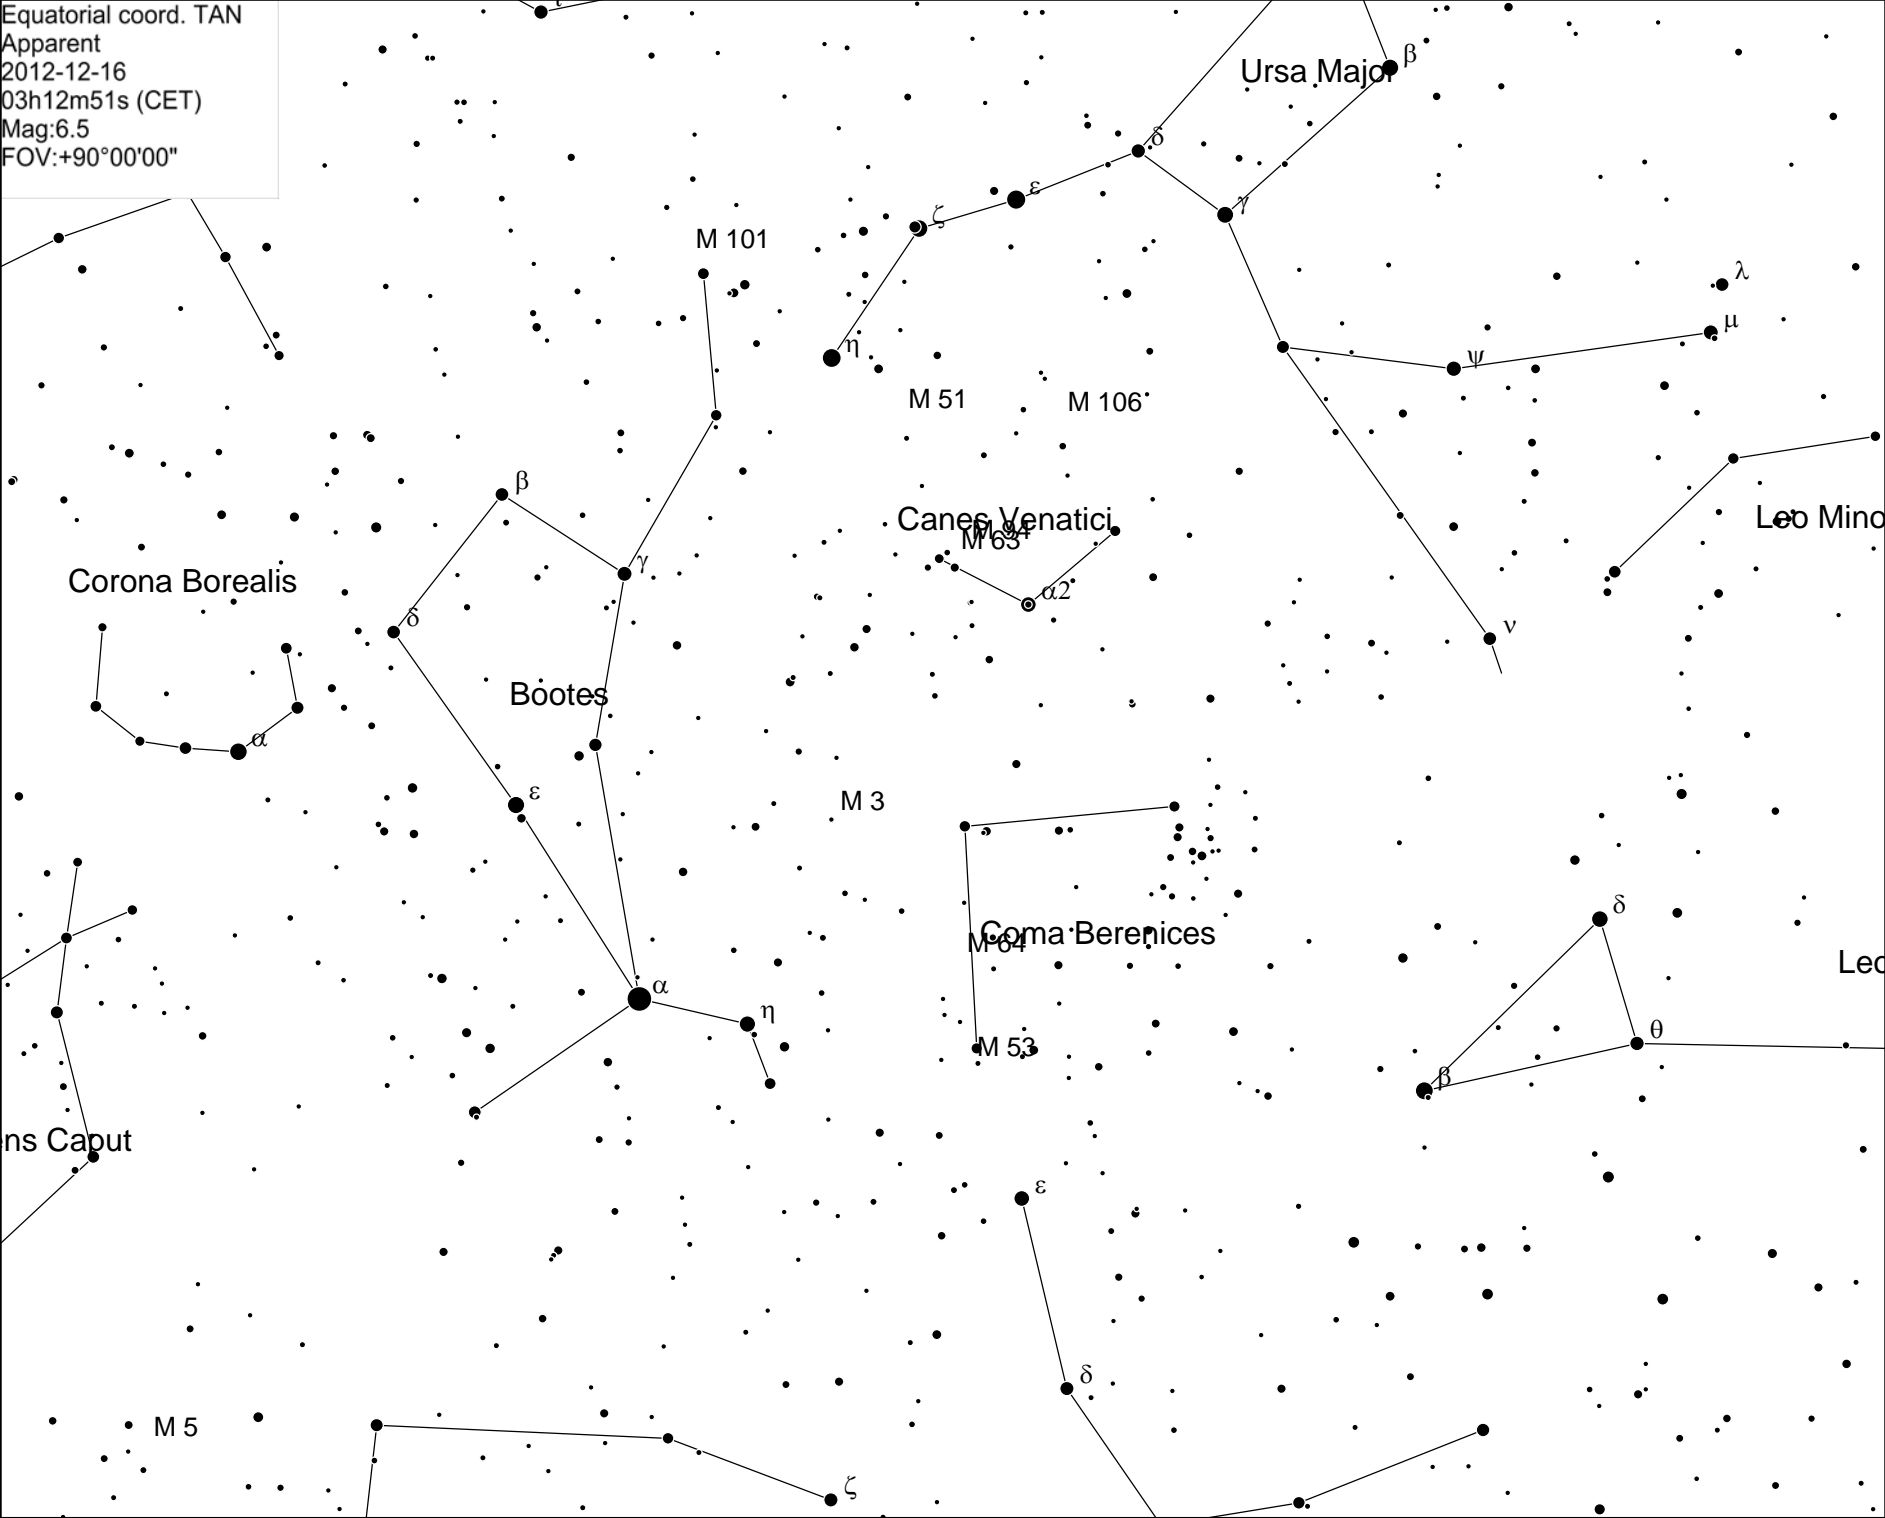 Equatorial coord. TAN
Apparent
2012-12-16
03h12m51s (CET)
Mag:6.5
FOV:+90°00'00"
β
Ursa Major
δ
ε
ζ
γ
M 101
λ
μ
η
ψ
M 51
M 106
β
Canes Venatici
M 94
M 63
Leo Mino
γ
Corona Borealis
α2
δ
ν
Bootes
α
ε
M 3
δ
Coma Berenices
M 64
Leo
α
η
θ
M 53
β
ens Caput
ε
δ
M 5
ζ